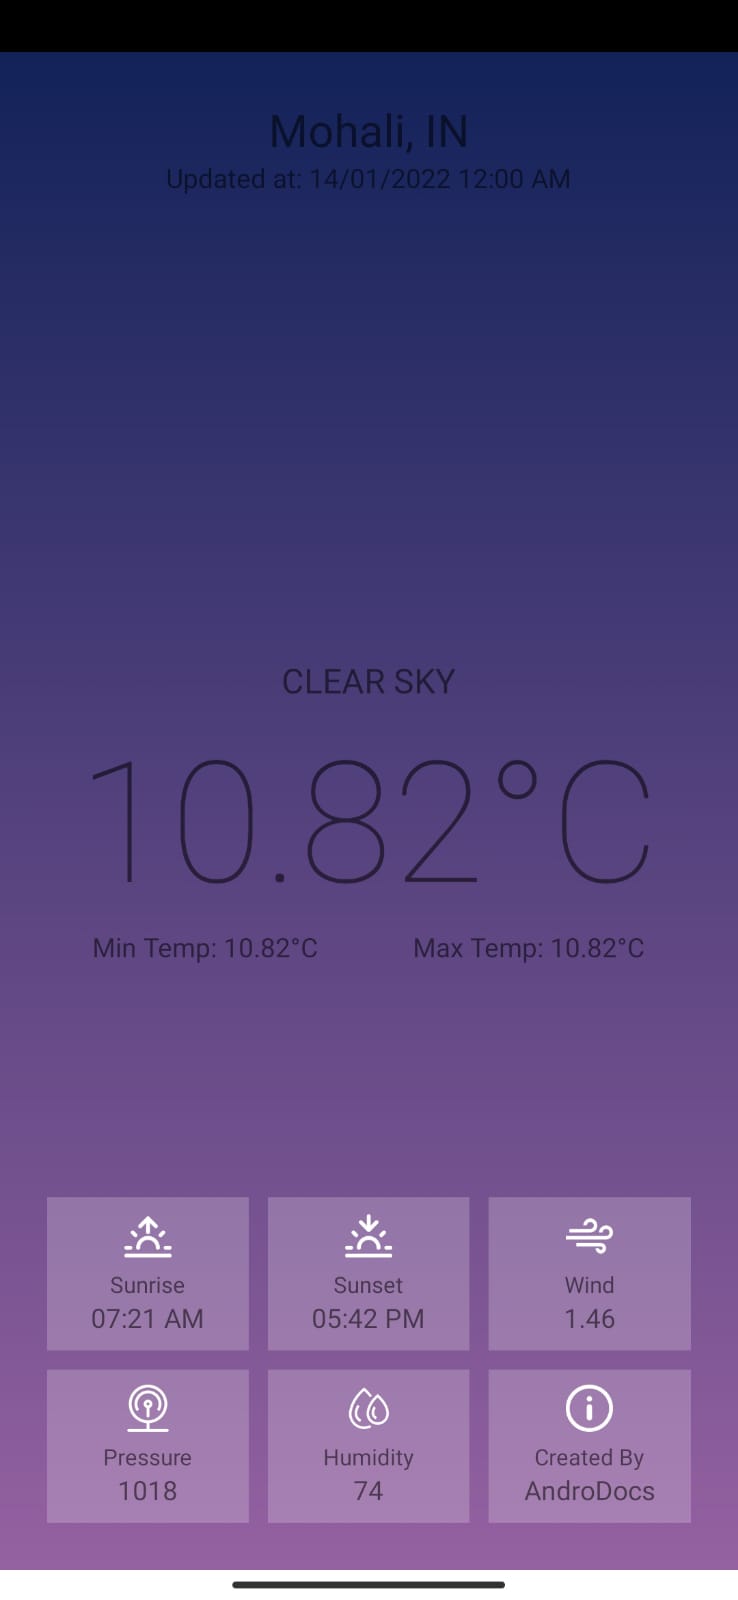 Mohali, IN
Updated at: 14/01/2022 12:00 AM
CLEAR SKY
10.82°C
Min Temp: 10.82°C
Max Temp: 10.82°C
Sunrise
07:21 AM
Sunset
05:42 PM
Wind
1.46
Pressure
1018
Humidity
74
Created By
AndroDocs